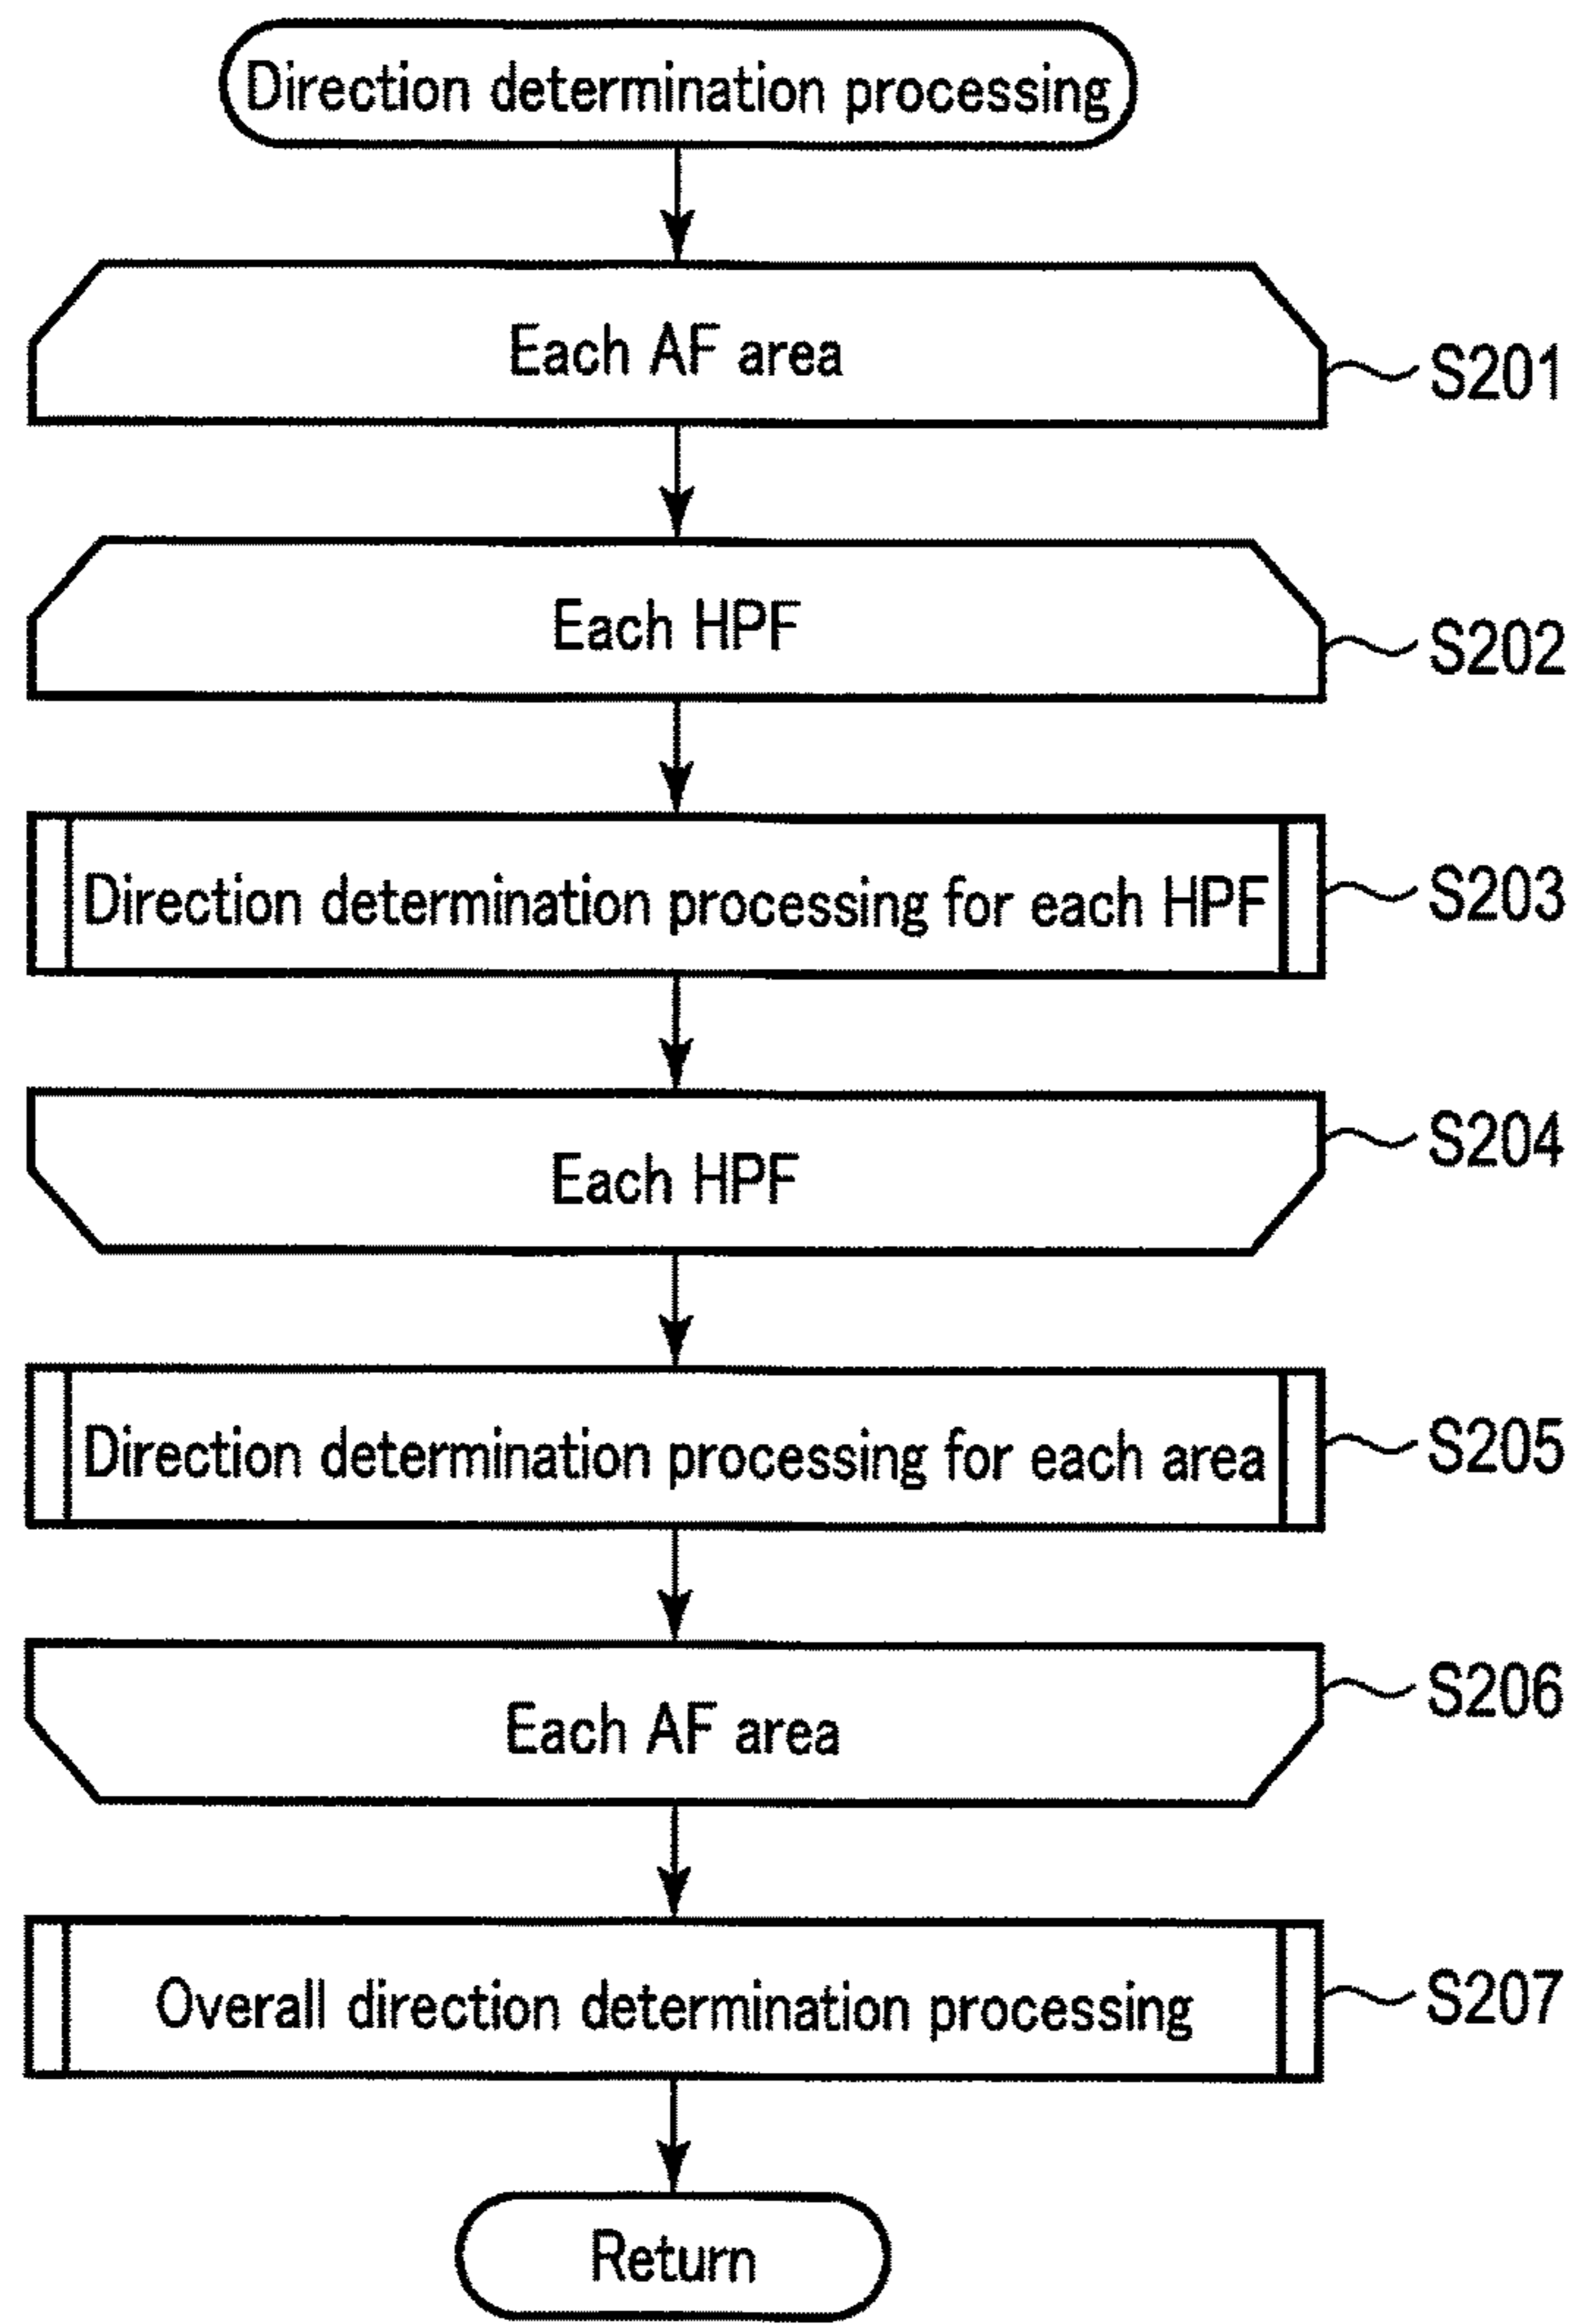 Direction determination processing
Each AF area
S201
Each HPF
S202
Direction determination processing for each HPF
S203
Each HPF
S204
Direction determination processing for each area
S205
Each AF area
S206
Overall direction determination processing
S207
Return